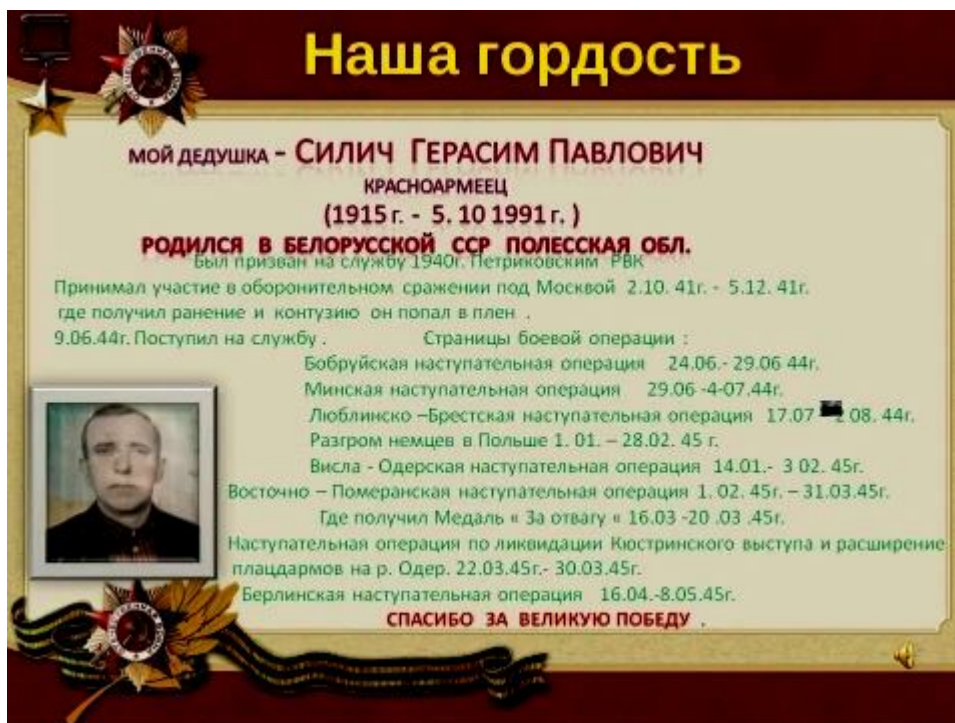 Наша гордость
МОЙ ДЕДУШКА - СИЛИЧ ГЕРАСИМ ПАВЛОВИЧ
КРАСНОАРМЕЕЦ
(1915 г. - 5. 10 1991 г. )
РОДИЛСЯ В БЕЛОРУССКОЙ ССР ПОЛЕССКАЯ ОБЛ.
Был призван на службу 1940г. Петриковским РВК
Принимал участие в оборонительном сражении под Москвой 2.10. 41г. - 5.12. 41г.
где получил ранение и контузию он попал в плен .
9.06.44г. Поступил на службу . Страницы боевой операции :
Бобруйская наступательная операция 24.06.- 29.06 44г.
Минская наступательная операция 29.06 -4-07.44г.
Люблинско –Брестская наступательная операция 17.07 08. 44г.
Разгром немцев в Польше 1. 01. – 28.02. 45 г.
Висла - Одерская наступательная операция 14.01.- 3 02. 45г.
Восточно – Померанская наступательная операция 1. 02. 45г. – 31.03.45г.
Где получил Медаль « За отвагу « 16.03 -20 .03 .45г.
Наступательная операция по ликвидации Кюстринского выступа и расширение
плацдармов на р. Одер. 22.03.45г.- 30.03.45г.
Берлинская наступательная операция 16.04.-8.05.45г.
СПАСИБО ЗА ВЕЛИКУЮ ПОБЕДУ .